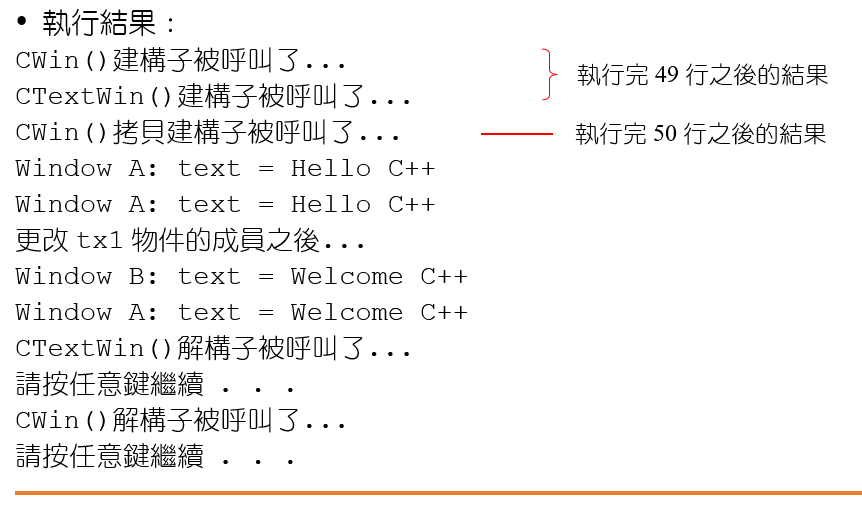 • 執行結果：
CWin()建構子被呼叫了...
執行完 49 行之後的結果
CTextWin()建構子被呼叫了...
CWin()拷貝建構子被呼叫了...
執行完 50 行之後的結果
Window A: text = Hello C++
Window A: text = Hello C++
更改 tx1 物件的成員之後...
Window B: text = Welcome C++
Window A: text = Welcome C++
CTextWin()解構子被呼叫了...
請按任意鍵繼續 . . .
CWin()解構子被呼叫了...
請按任意鍵繼續 . . .